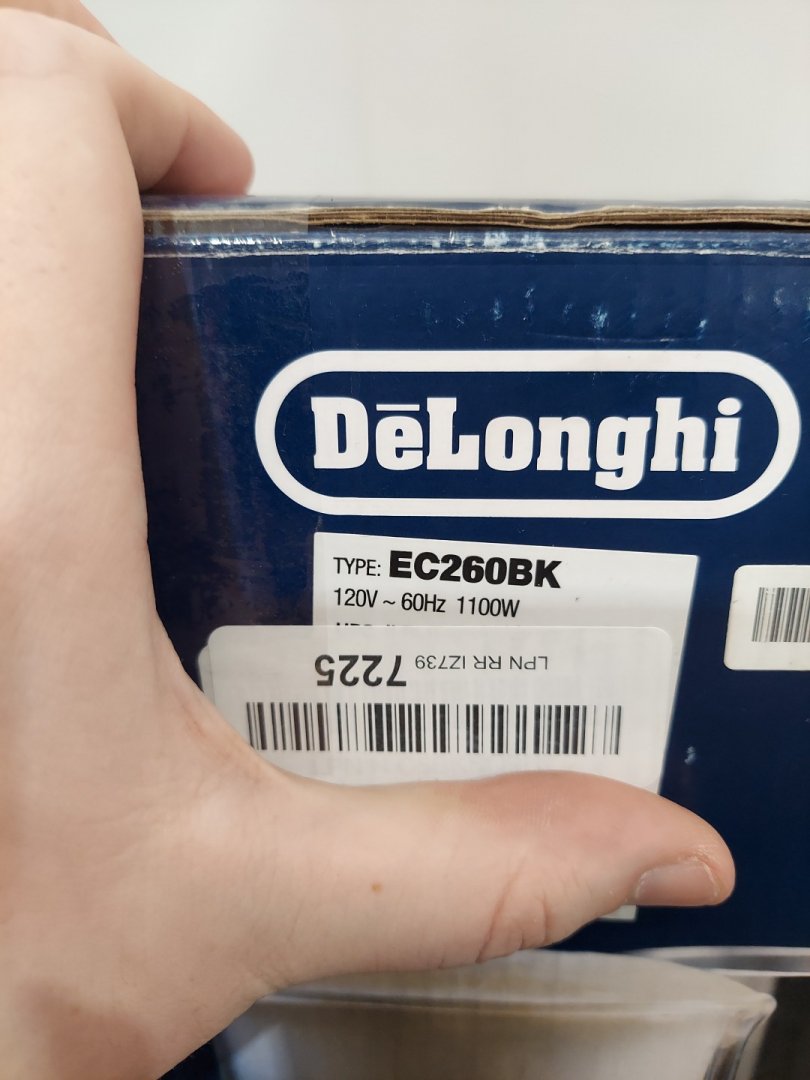 DēLonghi
TYPE: EC260BK
120V ~ 60Hz 1100W
LPN RR IZ739 7225